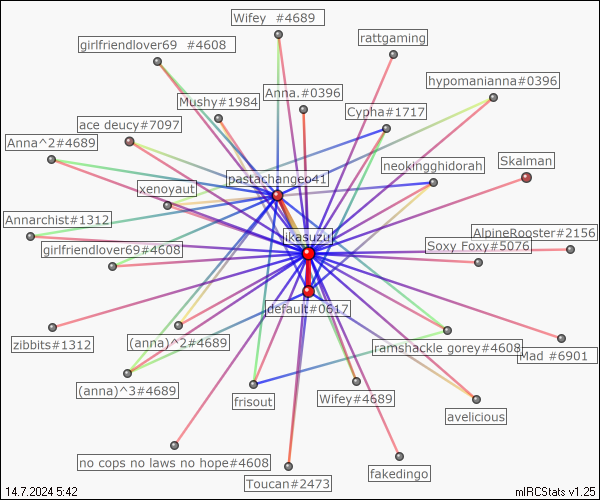 Wifey  #4689
rattgaming
girlfriendlover69  #4608
hypomanianna#0396
Anna.#0396
Mushy#1984
Cypha#1717
ace deucy#7097
Anna^2#4689
neokingghidorah
Skalman
pastachangeo41
xenoyaut
Annarchist#1312
AlpineRooster#2156
ikasuzu
Soxy Foxy#5076
girlfriendlover69#4608
default#0617
zibbits#1312
(anna)^2#4689
ramshackle gorey#4608
Mad #6901
(anna)^3#4689
Wifey#4689
frisout
avelicious
no cops no laws no hope#4608
fakedingo
Toucan#2473
14.7.2024 5:42
mIRCStats v1.25